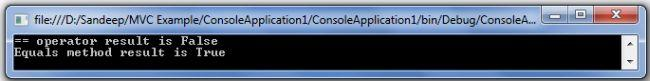 file:///D:/Sandeep/MVC Example/ConsoleApplication1/ConsoleApplication1/bin/Debug/ConsoleA...
== operator result is False
Equals method result is True